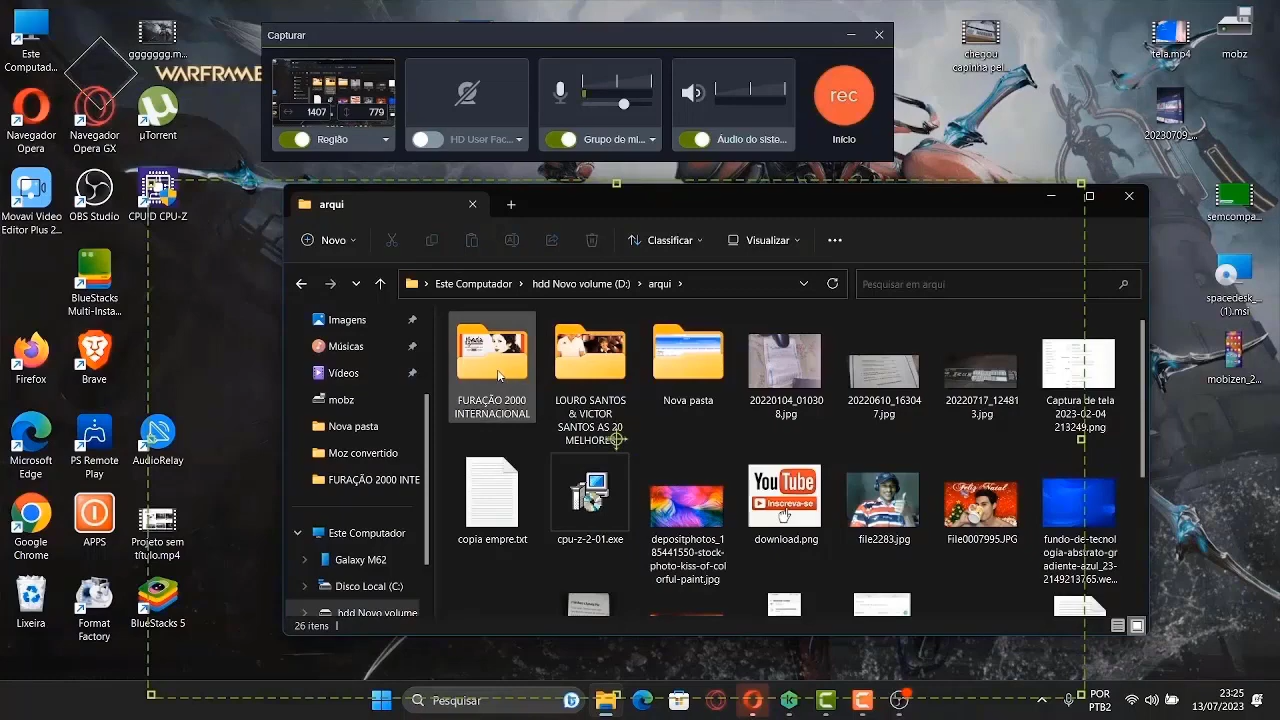 Este
Computad...
ggggggg.m...
WARFRAME
Navegador
Opera
Navegador
Opera GX
µTorrent
Movavi Video
Editor Plus 2...
OBS Studio
CPUID CPU-Z
BlueStacks
Multi-Insta...
Firefox
Brave
Microsoft
Edge
PS Remote
Play
AudioRelay
Google
Chrome
APPS
Projeto sem
título.mp4
Lixeira
Format
Factory
BlueStacks 5
Capturar
1407
779
Região
HD User Fac...
Grupo de mi...
Áudio do siste...
rec
Início
chegou
capinha pel...
tela.mp4
mobz
20230709_...
semcompa...
spacedesk_...
(1).msi
mobizen_2...
arqui
Novo
Classificar
Visualizar
Este Computador
hdd Novo volume (D:)
arqui
Pesquisar em arqui
Imagens
Músicas
Vídeos
mobz
Nova pasta
Moz convertdo
FURAÇÃO 2000 INTE
Este Computador
Galaxy M62
Disco Local (C:)
hdd Novo volume
26 itens
FURAÇÃO 2000
INTERNACIONAL
LOURO SANTOS
& VICTOR
SANTOS AS 20
MELHORES
Nova pasta
20220104_01030
8.jpg
20220610_16304
7.jpg
20220717_12481
3.jpg
Captura de tela
2023-02-04
213249.png
copia empre.txt
cpu-z-2-01.exe
depositphotos_1
85441550-stock-
photo-kiss-of-col
orful-paint.jpg
You Tube
Inscreva-se
download.png
file2283.jpg
Feliz Natal
File0007995.JPG
fundo-de-tecnol
ogia-abstrato-gr
adiente-azul_23-
2149213765.we...
Pesquisar
POR
PTB2
23:25
13/07/2023